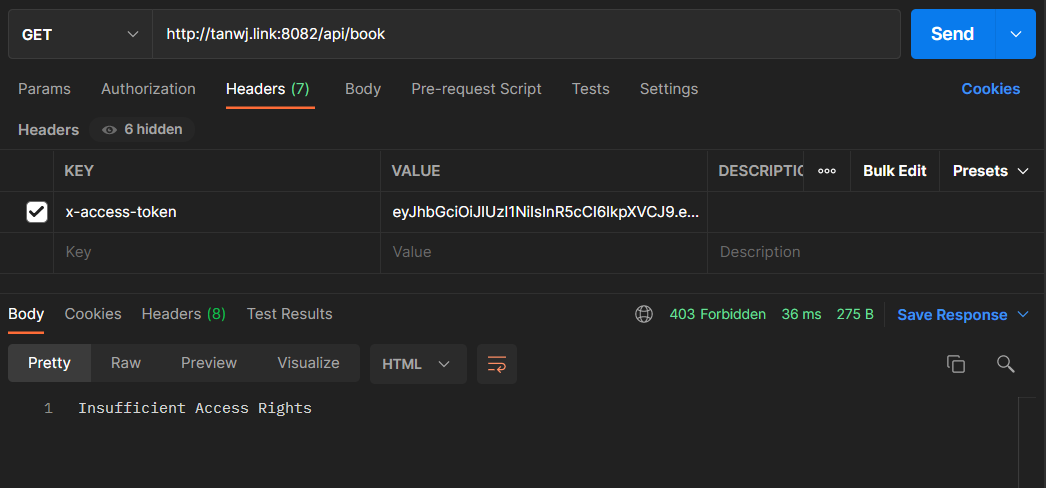 GET http://tanwj.link:8082/api/book Send
Params Authorization Headers (7) Body Pre-request Script Tests Settings Cookies
Headers 6 hidden
KEY VALUE DESCRIPTIC ooo Bulk Edit Presets
x-access-token eyJhbGciOiJIUzI1NiIsInR5cCI6IkpXVCJ9.e...
Key Value Description
Body Cookies Headers (8) Test Results 403 Forbidden 36 ms 275 B Save Response
Pretty Raw Preview Visualize HTML
1 Insufficient Access Rights